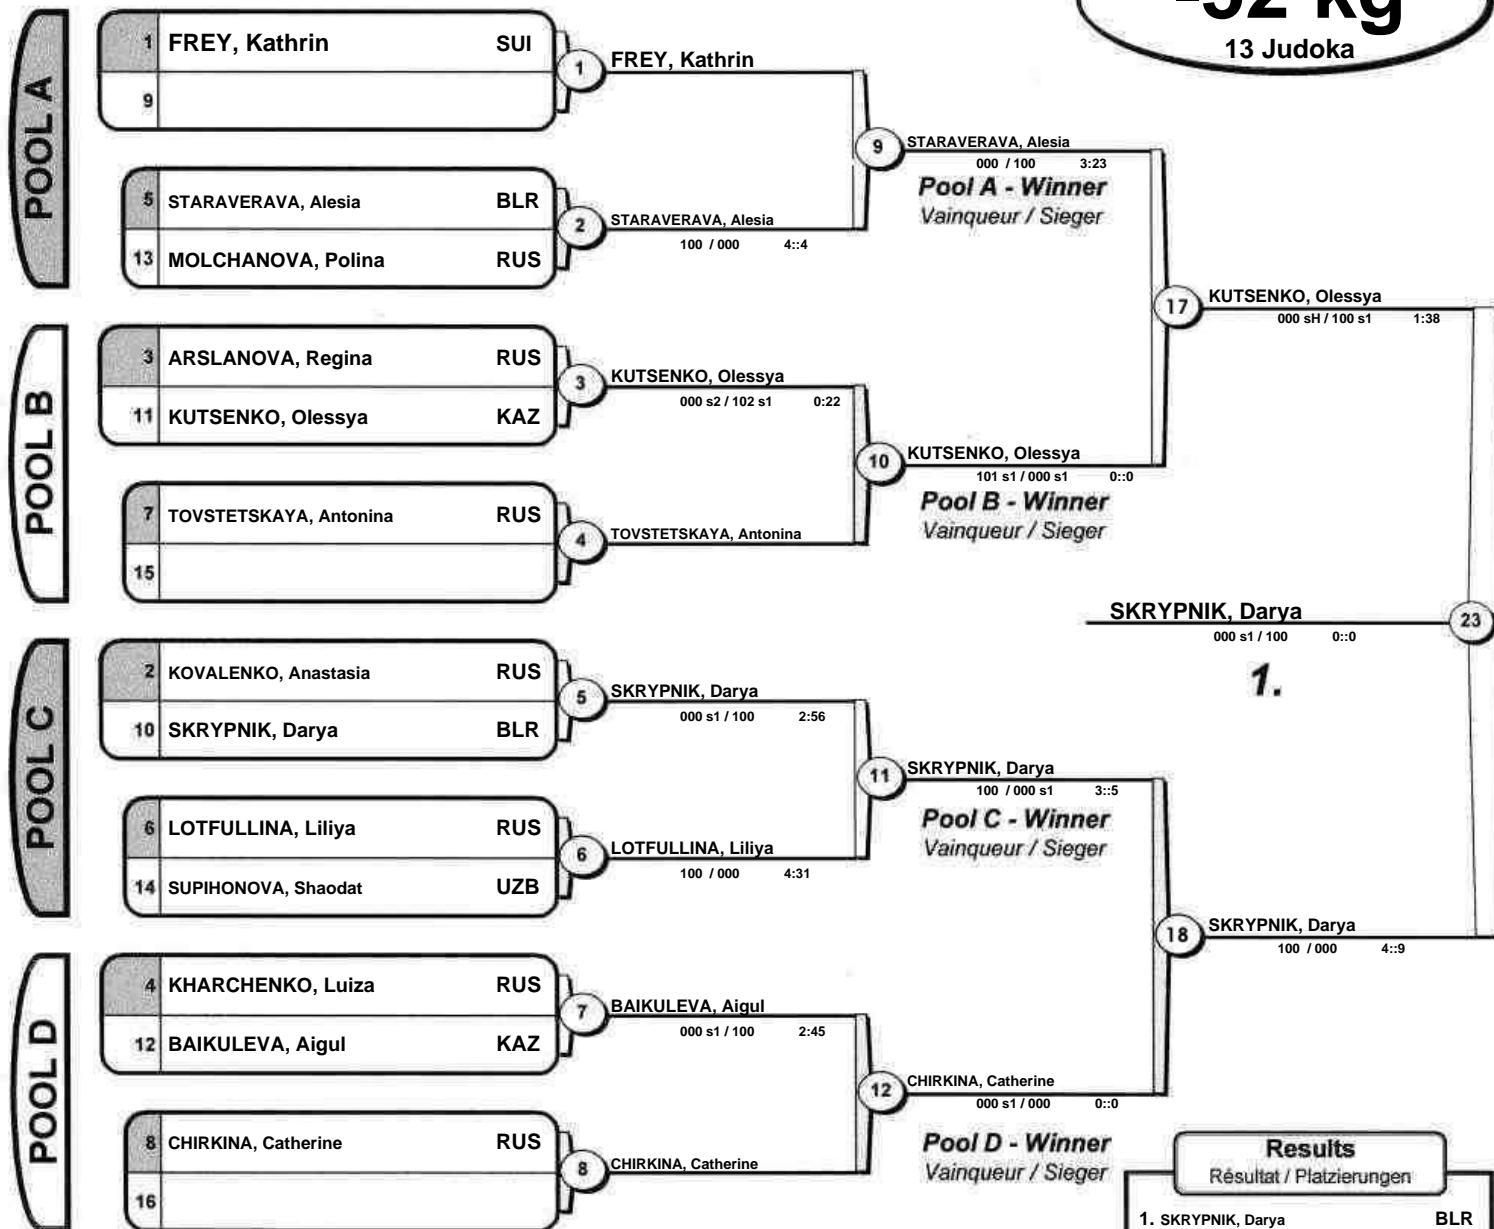 -52 kg
13 Judoka
POOL A
1 FREY, Kathrin SUI
9
1 FREY, Kathrin
5 STARAVERAVA, Alesia BLR
13 MOLCHANOVA, Polina RUS
2 STARAVERAVA, Alesia
100 / 000 4::4
9 STARAVERAVA, Alesia
000 / 100 3:23
Pool A - Winner
Vainqueur / Sieger
POOL B
3 ARSLANOVA, Regina RUS
11 KUTSENKO, Olessya KAZ
3 KUTSENKO, Olessya
000 s2 / 102 s1 0:22
7 TOVSTETSKAYA, Antonina RUS
15
4 TOVSTETSKAYA, Antonina
10 KUTSENKO, Olessya
101 s1 / 000 s1 0::0
Pool B - Winner
Vainqueur / Sieger
17 KUTSENKO, Olessya
000 sH / 100 s1 1:38
SKRYPNIK, Darya 23
000 s1 / 100 0::0
1.
POOL C
2 KOVALENKO, Anastasia RUS
10 SKRYPNIK, Darya BLR
5 SKRYPNIK, Darya
000 s1 / 100 2:56
6 LOTFULLINA, Liliya RUS
14 SUPIHONOVA, Shaodat UZB
6 LOTFULLINA, Liliya
100 / 000 4:31
11 SKRYPNIK, Darya
100 / 000 s1 3::5
Pool C - Winner
Vainqueur / Sieger
18 SKRYPNIK, Darya
100 / 000 4::9
POOL D
4 KHARCHENKO, Luiza RUS
12 BAIKULEVA, Aigul KAZ
7 BAIKULEVA, Aigul
000 s1 / 100 2:45
8 CHIRKINA, Catherine RUS
16
8 CHIRKINA, Catherine
12 CHIRKINA, Catherine
000 s1 / 000 0::0
Pool D - Winner
Vainqueur / Sieger
Results
Résultat / Platzierungen
1. SKRYPNIK, Darya BLR